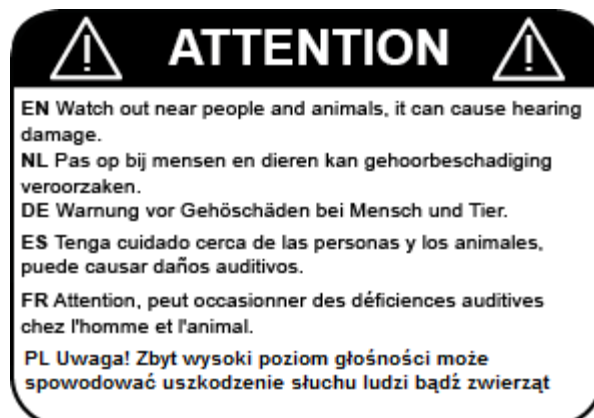 ATTENTION
EN Watch out near people and animals, it can cause hearing
damage.
NL Pas op bij mensen en dieren kan gehoorbeschadiging
veroorzaken.
DE Warnung vor Gehöschäden bei Mensch und Tier.
ES Tenga cuidado cerca de las personas y los animales,
puede causar daños auditivos.
FR Attention, peut occasionner des déficiences auditives
chez l'homme et l'animal.
PL Uwaga! Zbyt wysoki poziom głośności może
spowodować uszkodzenie słuchu ludzi bądź zwierząt